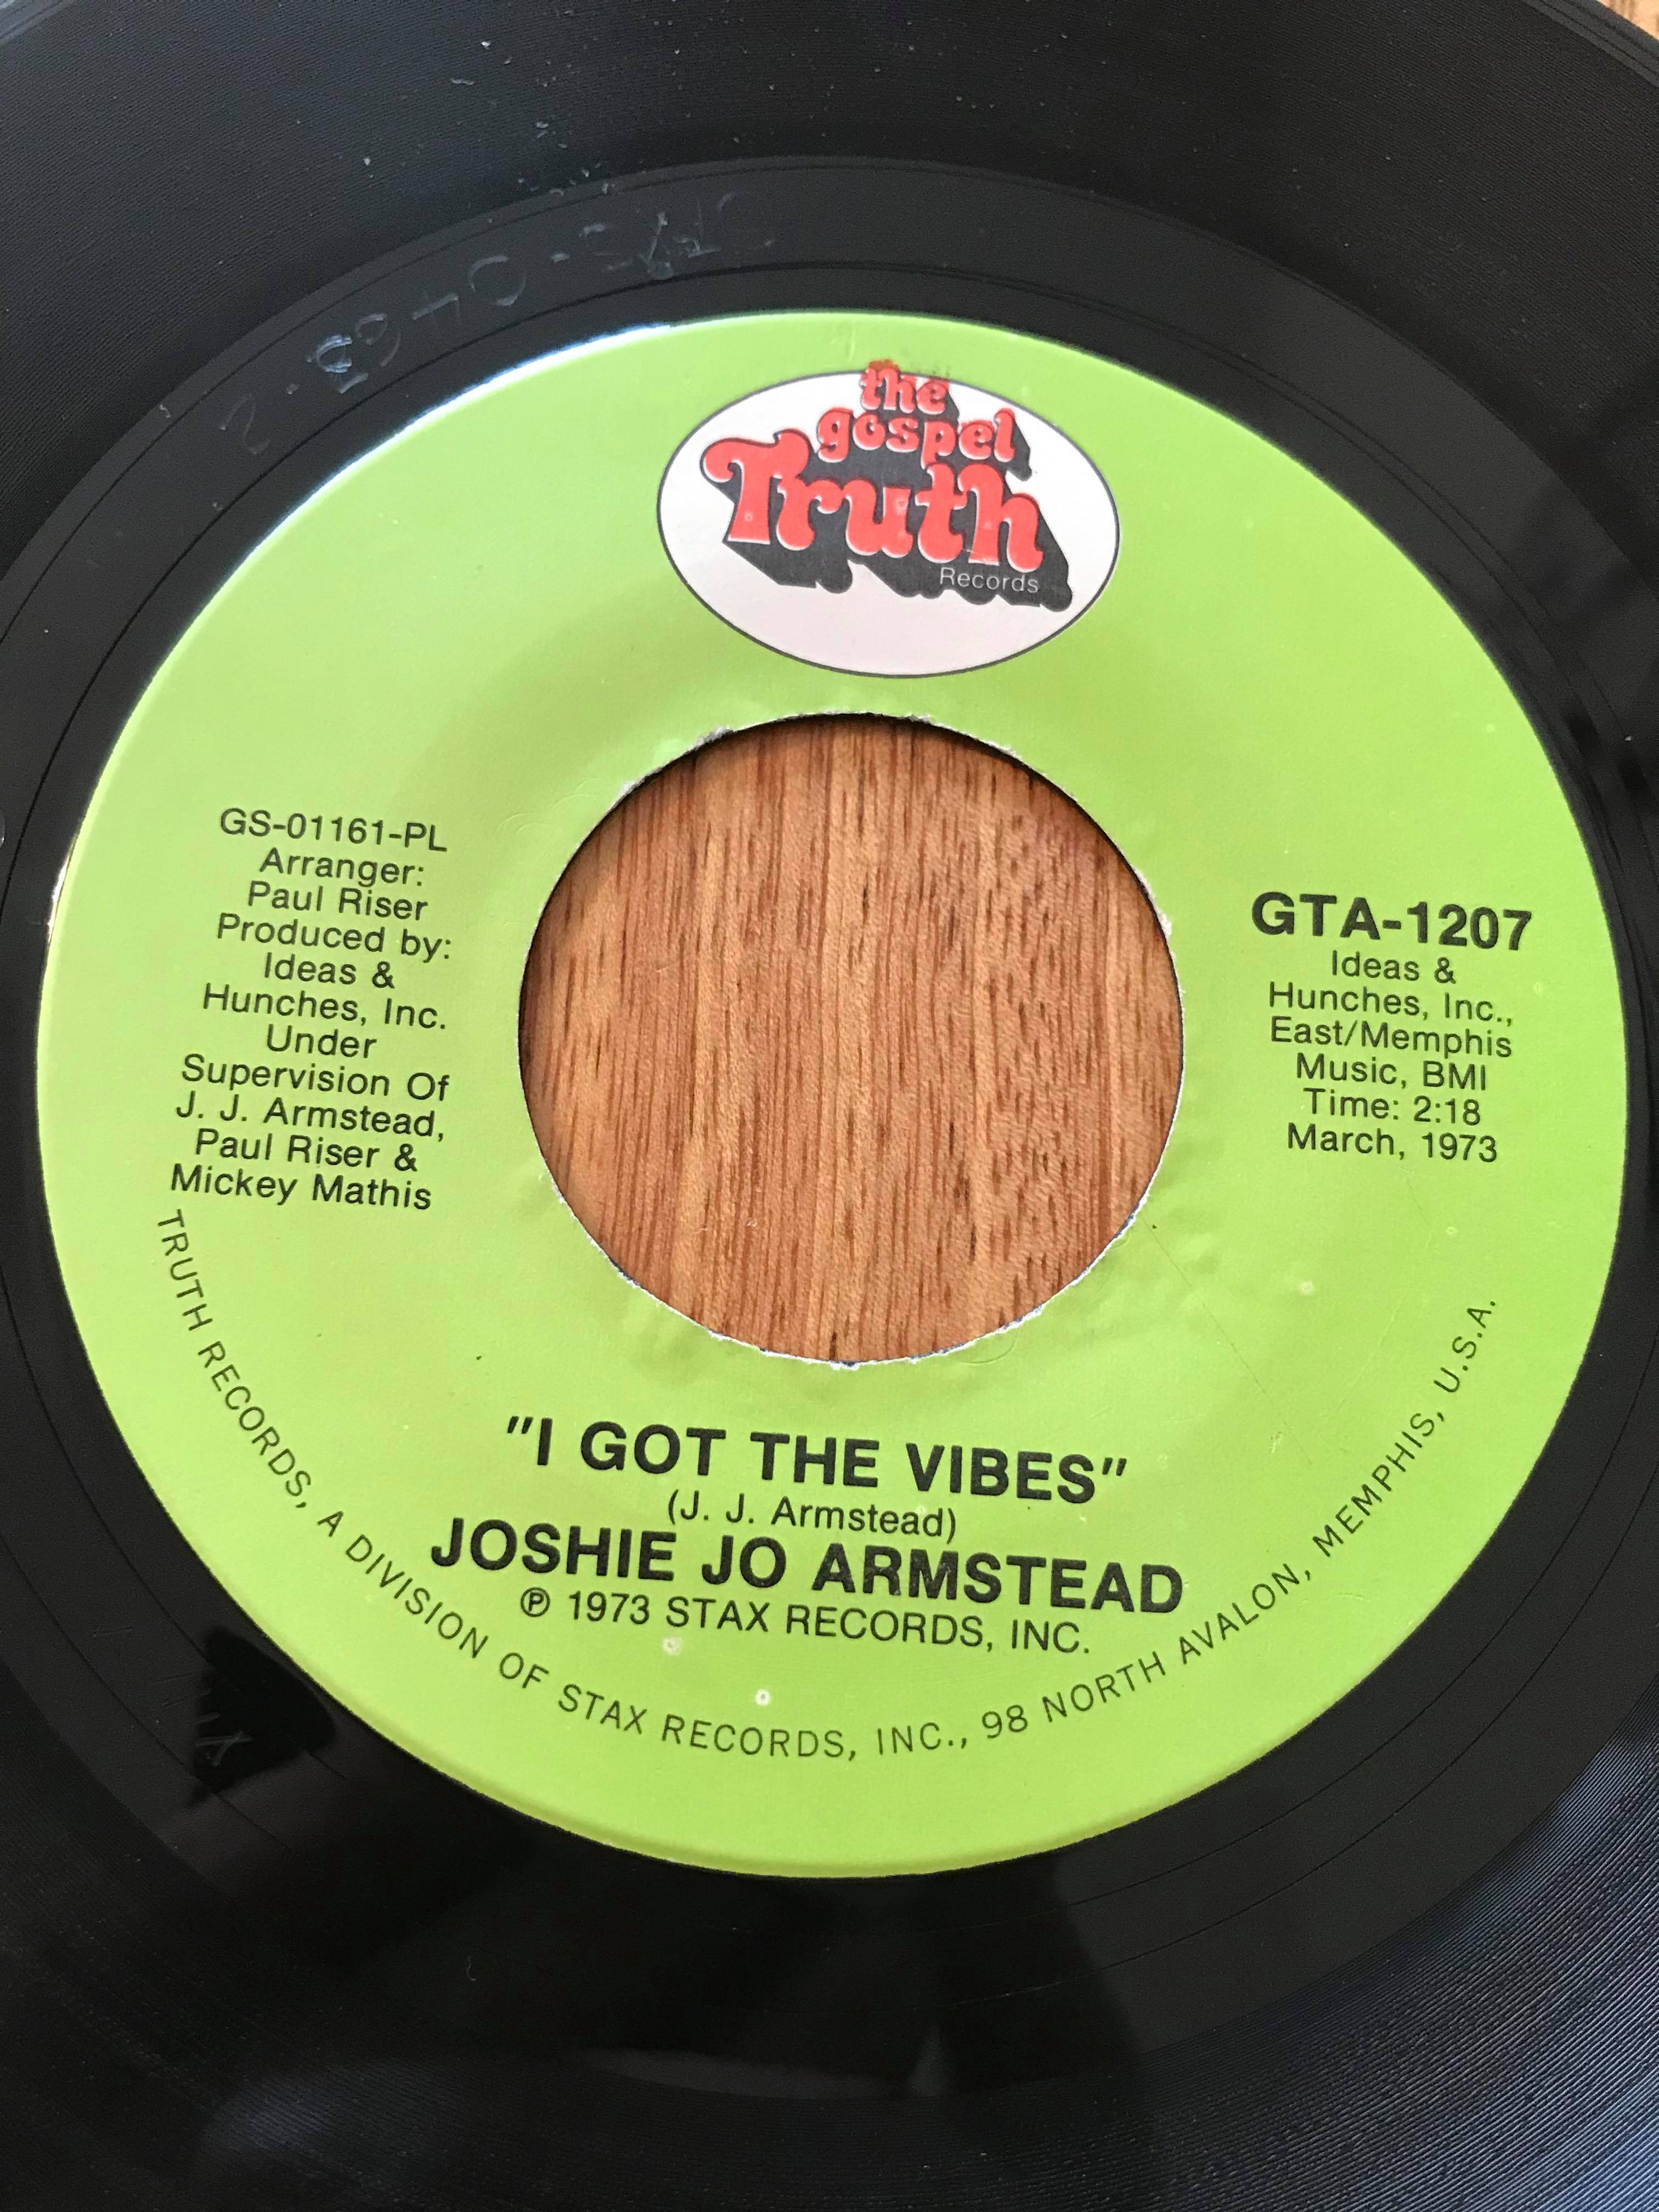 the
gospel
Truth
Records
GS-01161-PL
Arranger:
Paul Riser
Produced by:
Ideas &
Hunches, Inc.
Under
Supervision Of
J. J. Armstead,
Paul Riser &
Mickey Mathis
GTA-1207
Ideas &
Hunches, Inc.,
East/Memphis
Music, BMI
Time: 2:18
March, 1973
"I GOT THE VIBES"
(J. J. Armstead)
JOSHIE JO ARMSTEAD
℗ 1973 STAX RECORDS, INC.
TRUTH RECORDS, A DIVISION OF STAX RECORDS, INC., 98 NORTH AVALON, MEMPHIS, U.S.A.